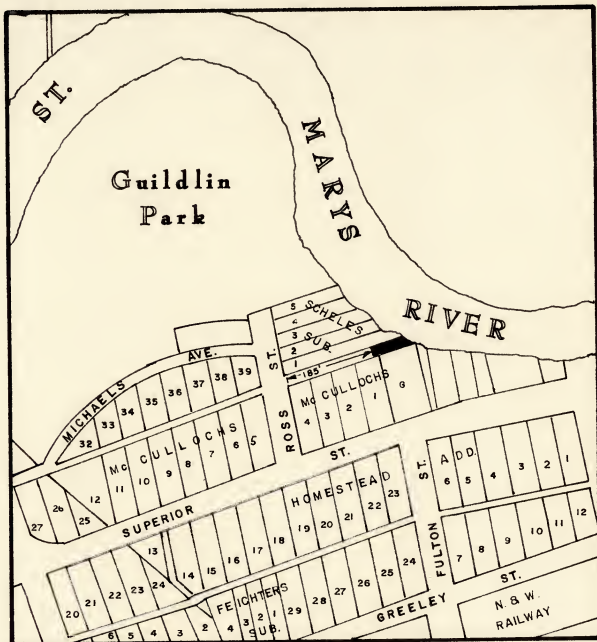 ST.
MARYS
RIVER
Guildlin
Park
5 SCHELES
4
3 SUB.
2
1
185'
MICHAELS AVE.
32 33 34 35 36 37 38 39
ROSS ST.
McCULLOCHS
4 3 2 1 G
McCULLOCHS
27 26 25 12 11 10 9 8 7 6 5
SUPERIOR ST.
FULTON ST.
ADD.
6 5 4 3 2 1
HOMESTEAD
20 21 22 23 24 13 14 15 16 17 18 19 20 21 22 23
7 8 9 10 11 12
FEICHTERS
SUB.
6 5 4 3 2 4 3 2 1 29 28 27 26 25 24
GREELEY ST.
N. & W.
RAILWAY